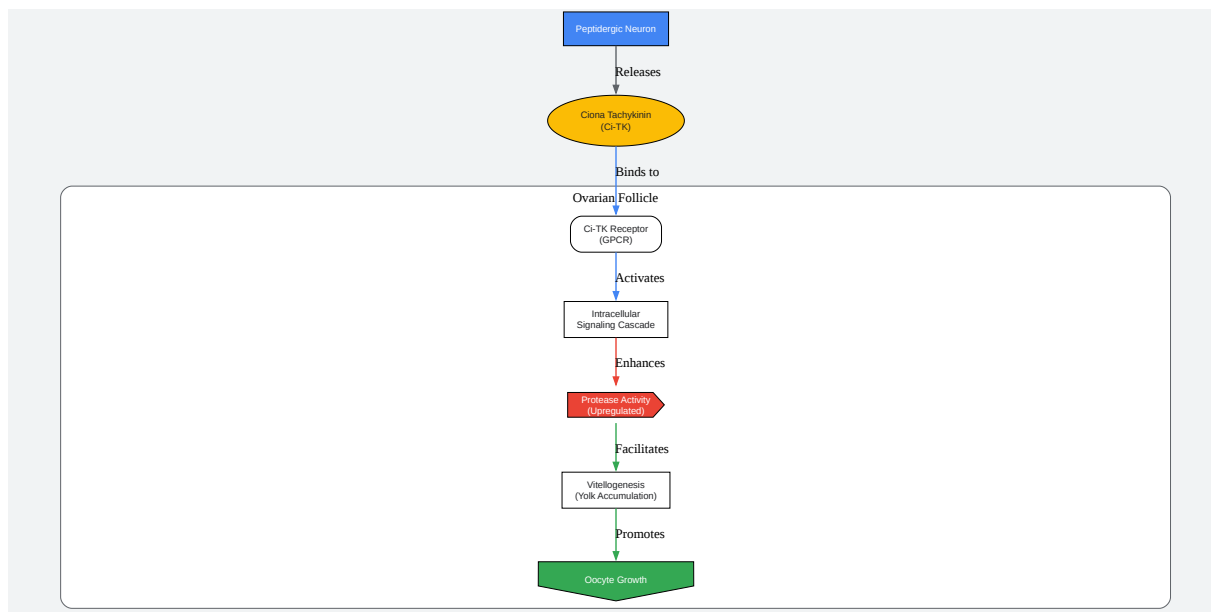 Peptidergic Neuron
Releases
Ciona Tachykinin
(Ci-TK)
Binds to
Ovarian Follicle
Ci-TK Receptor
(GPCR)
Activates
Intracellular
Signaling Cascade
Enhances
Protease Activity
(Upregulated)
Facilitates
Vitellogenesis
(Yolk Accumulation)
Promotes
Oocyte Growth